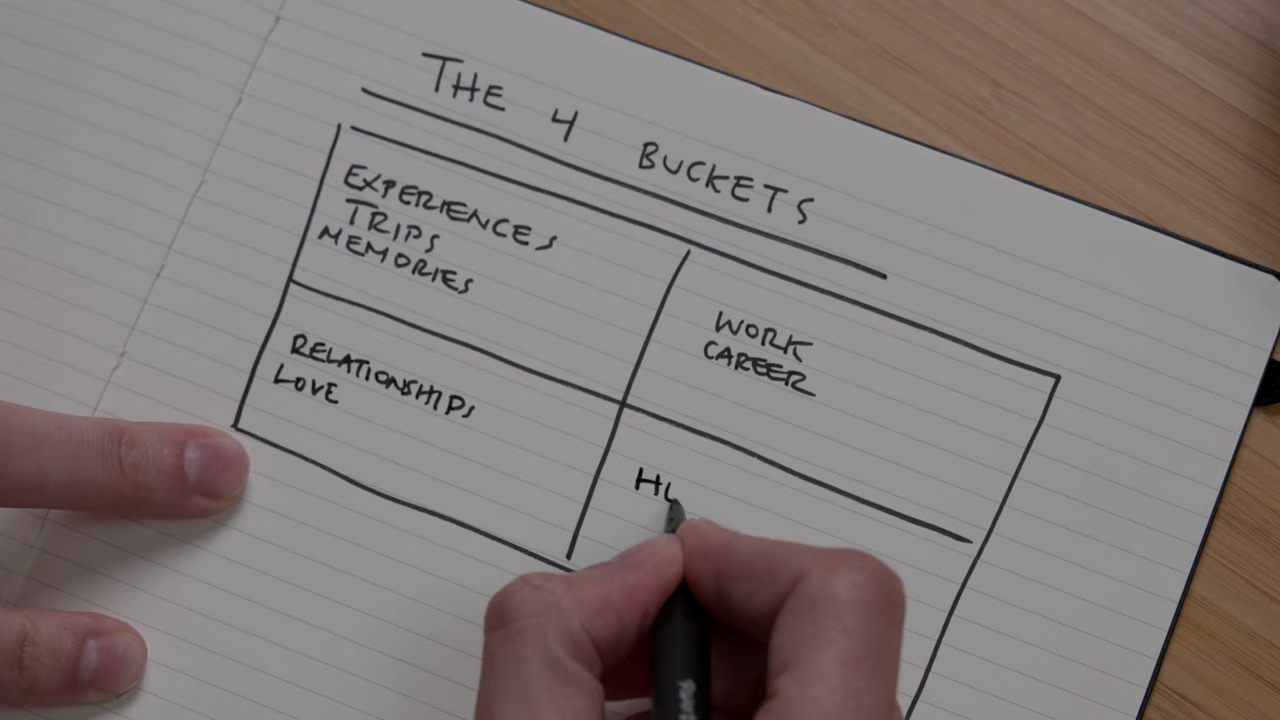 THE 4 BUCKETS
EXPERIENCES
TRIPS
MEMORIES
WORK
CAREER
RELATIONSHIPS
LOVE